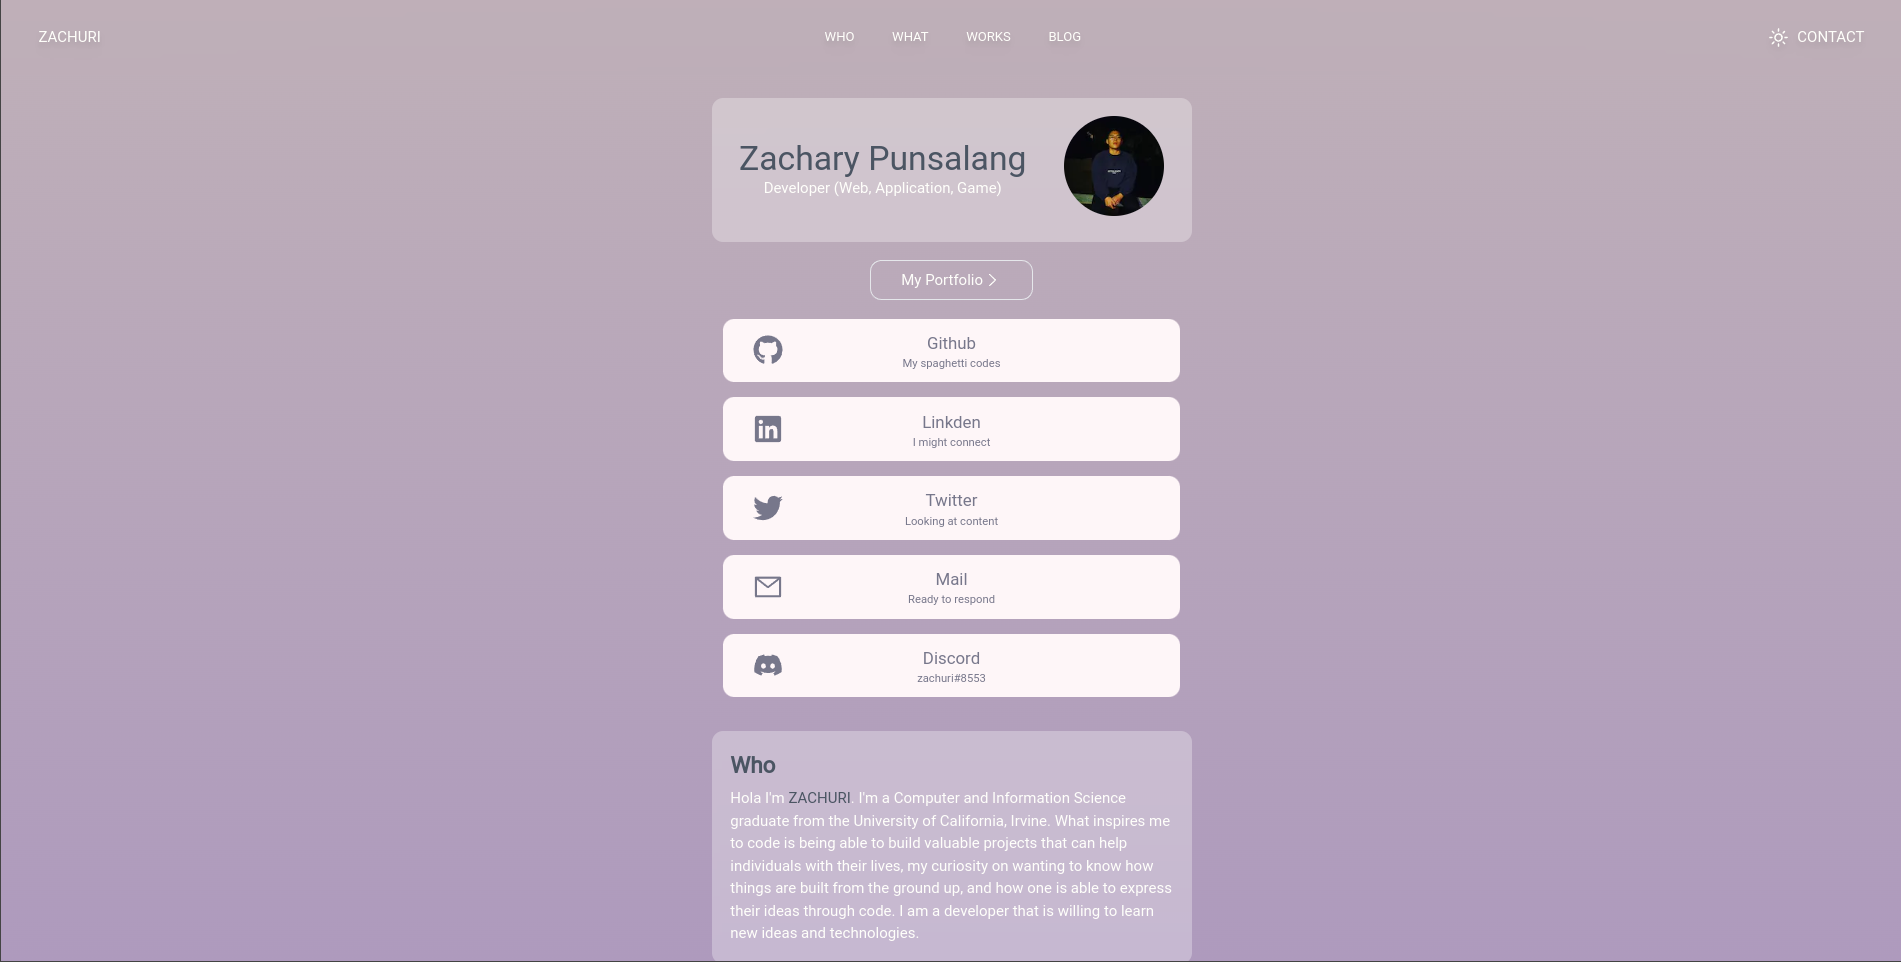 ZACHURI
WHO
WHAT
WORKS
BLOG
CONTACT
Zachary Punsalang
Developer (Web, Application, Game)
My Portfolio
Github
My spaghetti codes
Linkden
I might connect
Twitter
Looking at content
Mail
Ready to respond
Discord
zachuri#8553
Who
Hola I'm ZACHURI. I'm a Computer and Information Science
graduate from the University of California, Irvine. What inspires me
to code is being able to build valuable projects that can help
individuals with their lives, my curiosity on wanting to know how
things are built from the ground up, and how one is able to express
their ideas through code. I am a developer that is willing to learn
new ideas and technologies.